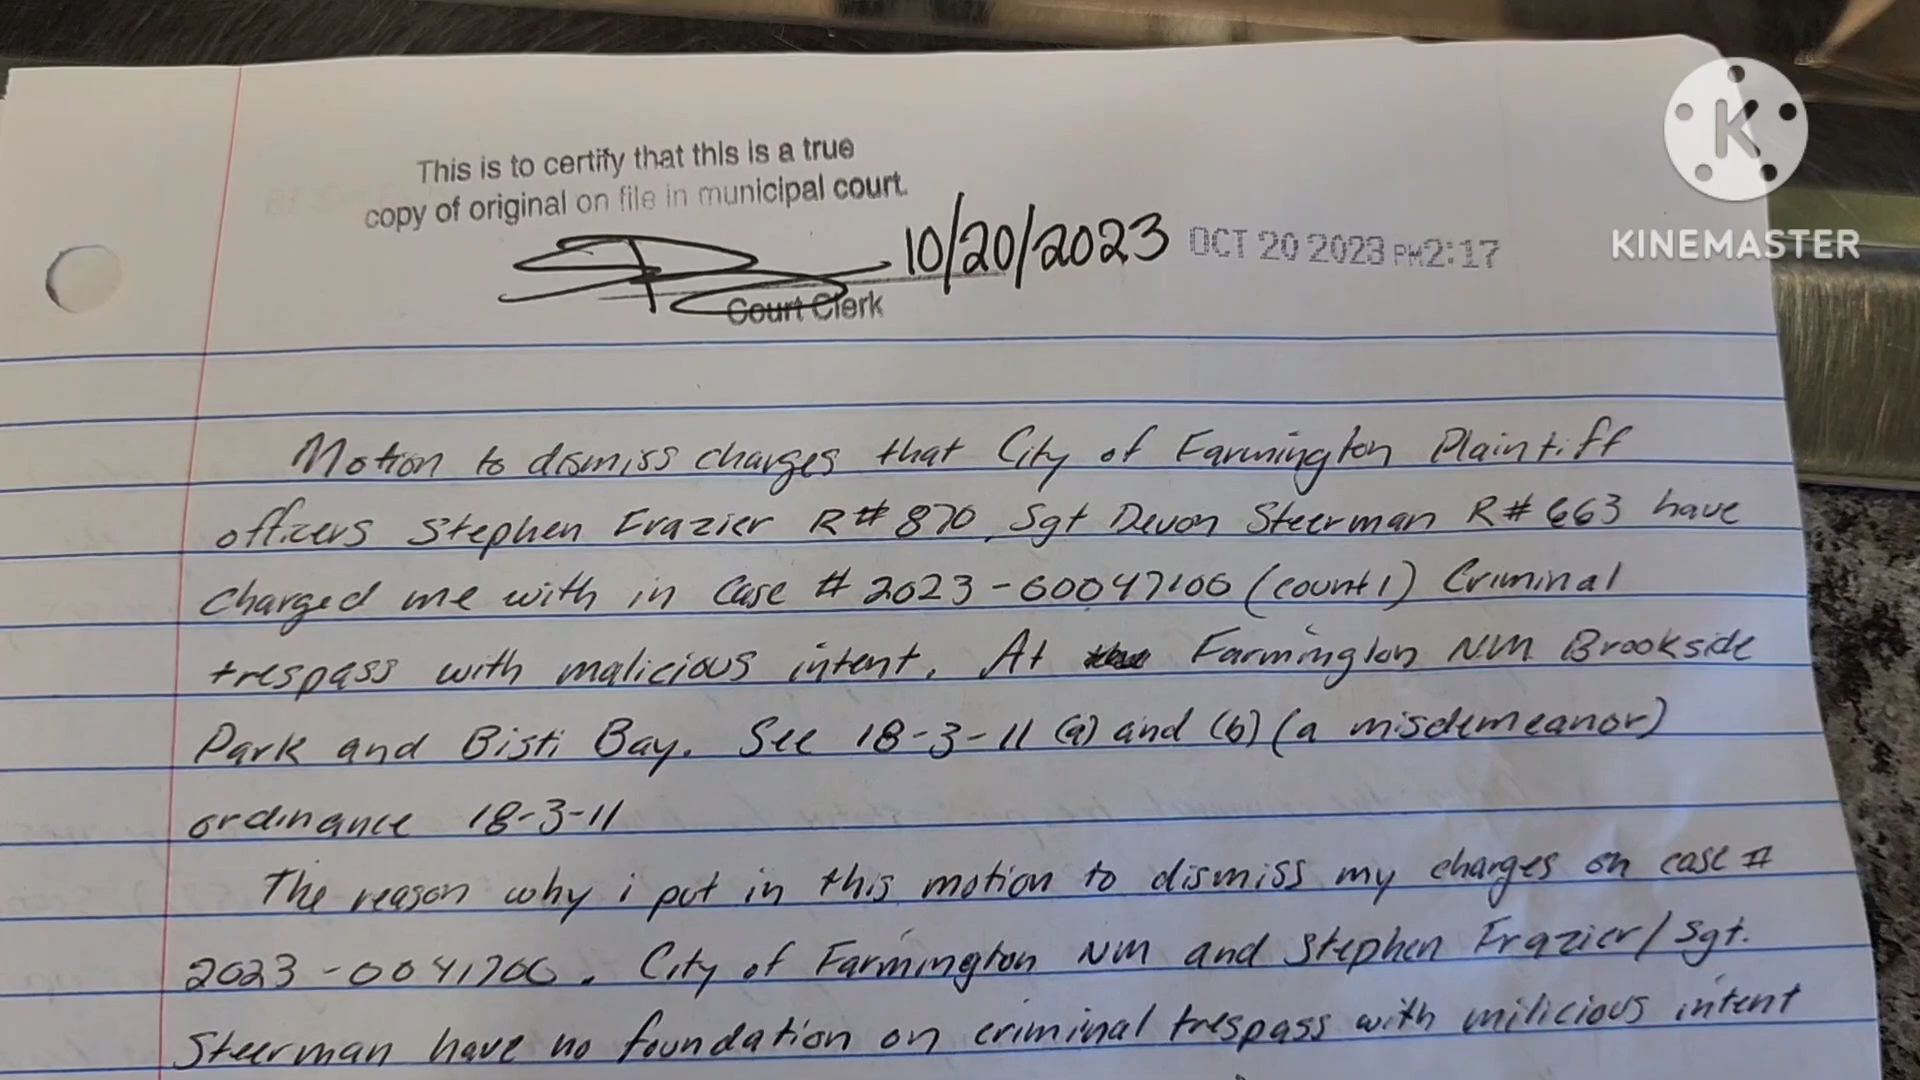 This is to certify that this is a true
copy of original on file in municipal court.
10/20/2023 OCT 20 2023 PM 2:17
Court Clerk
KINEMASTER
Motion to dismiss charges that City of Farmington Plaintiff
officers Stephen Frazier R# 870, Sgt Devon Steerman R# 663 have
charged me with in Case # 2023-00047100 (count 1) Criminal
trespass with malicious intent. At Farmington NM Brookside
Park and Bisti Bay. See 18-3-11 (a) and (b) (a misdemeanor)
ordinance 18-3-11
The reason why i put in this motion to dismiss my charges on case #
2023-0041700. City of Farmington NM and Stephen Frazier/Sgt.
Steerman have no foundation on criminal trespass with milicious intent